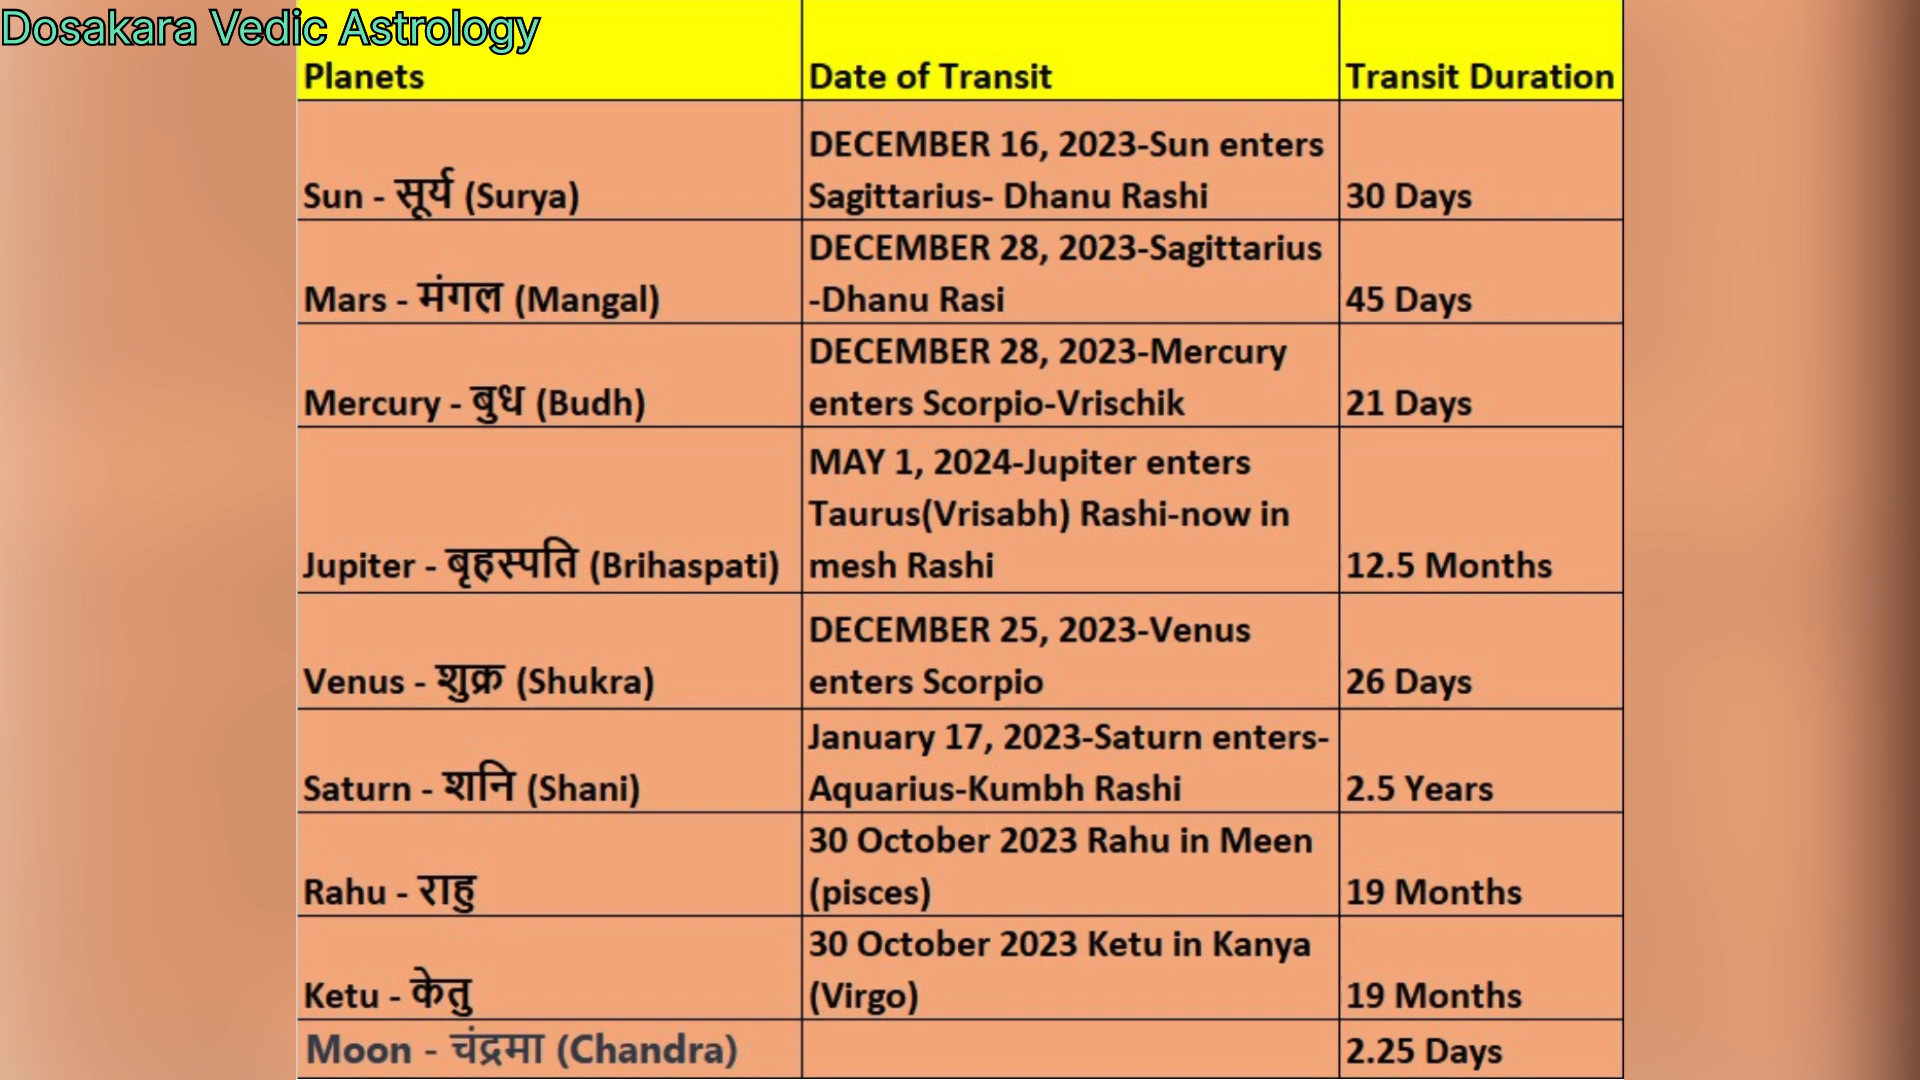 Dosakara Vedic Astrology
Planets
Date of Transit
Transit Duration
Sun - सूर्य (Surya)
DECEMBER 16, 2023-Sun enters
Sagittarius- Dhanu Rashi
30 Days
Mars - मंगल (Mangal)
DECEMBER 28, 2023-Sagittarius
-Dhanu Rasi
45 Days
Mercury - बुध (Budh)
DECEMBER 28, 2023-Mercury
enters Scorpio-Vrischik
21 Days
Jupiter - बृहस्पति (Brihaspati)
MAY 1, 2024-Jupiter enters
Taurus(Vrisabh) Rashi-now in
mesh Rashi
12.5 Months
Venus - शुक्र (Shukra)
DECEMBER 25, 2023-Venus
enters Scorpio
26 Days
Saturn - शनि (Shani)
January 17, 2023-Saturn enters-
Aquarius-Kumbh Rashi
2.5 Years
Rahu - राहु
30 October 2023 Rahu in Meen
(pisces)
19 Months
Ketu - केतु
30 October 2023 Ketu in Kanya
(Virgo)
19 Months
Moon - चंद्रमा (Chandra)
2.25 Days